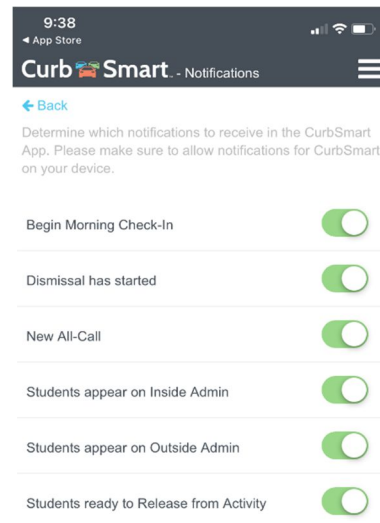 9:38
◄ App Store
Curb Smart - Notifications
← Back
Determine which notifications to receive in the CurbSmart
App. Please make sure to allow notifications for CurbSmart
on your device.
Begin Morning Check-In
Dismissal has started
New All-Call
Students appear on Inside Admin
Students appear on Outside Admin
Students ready to Release from Activity